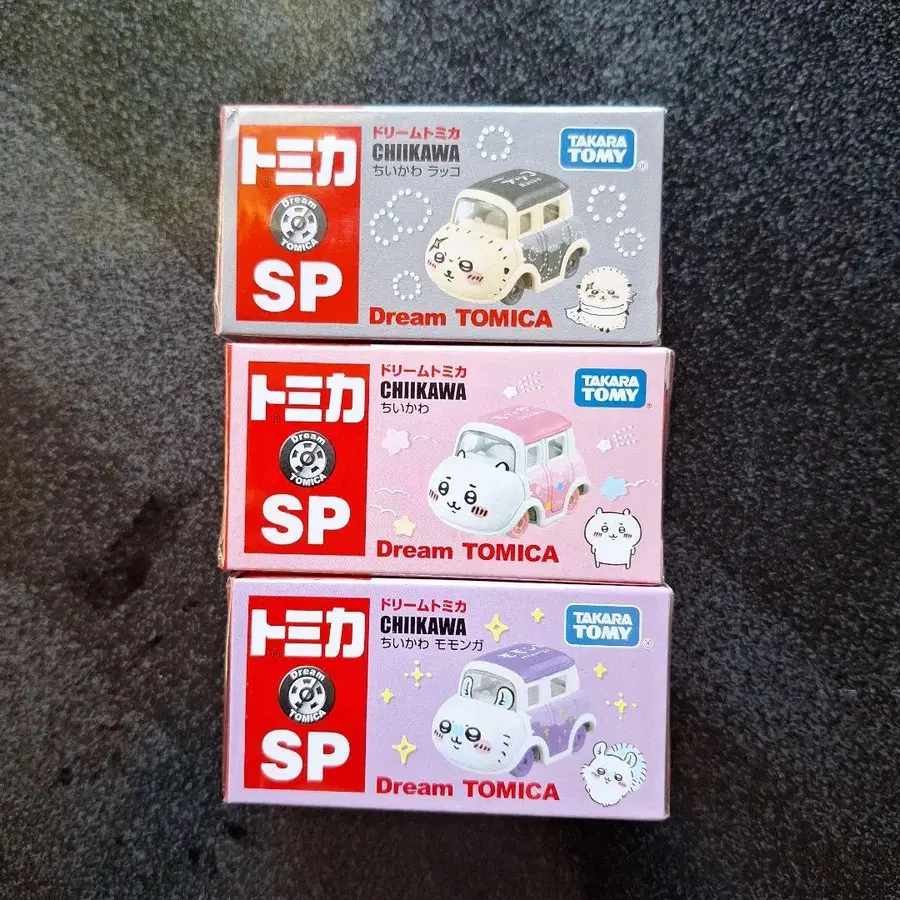 トミカ
Dream
TOMICA
SP
ドリームトミカ
CHIIKAWA
ちいかわ ラッコ
TAKARA
TOMY
ラッコ
Dream TOMICA
トミカ
Dream
TOMICA
SP
ドリームトミカ
CHIIKAWA
ちいかわ
TAKARA
TOMY
Dream TOMICA
トミカ
Dream
TOMICA
SP
ドリームトミカ
CHIIKAWA
ちいかわ モモンガ
TAKARA
TOMY
Dream TOMICA